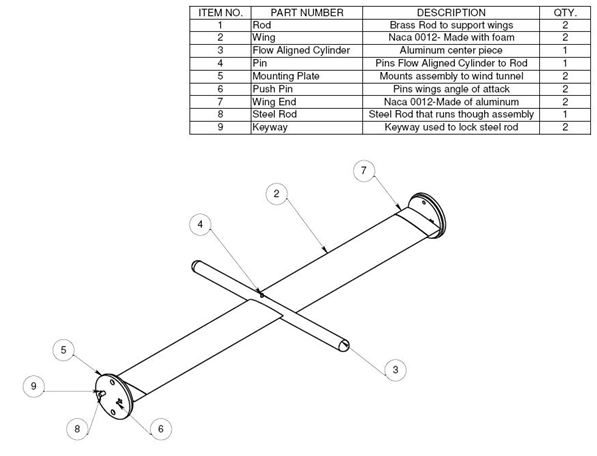 ITEM NO. PART NUMBER DESCRIPTION QTY.
1 Rod Brass Rod to support wings 2
2 Wing Naca 0012- Made with foam 2
3 Flow Aligned Cylinder Aluminum center piece 1
4 Pin Pins Flow Aligned Cylinder to Rod 1
5 Mounting Plate Mounts assembly to wind tunnel 2
6 Push Pin Pins wings angle of attack 2
7 Wing End Naca 0012-Made of aluminum 2
8 Steel Rod Steel Rod that runs though assembly 1
9 Keyway Keyway used to lock steel rod 2
7
2
4
5
3
9
8
6